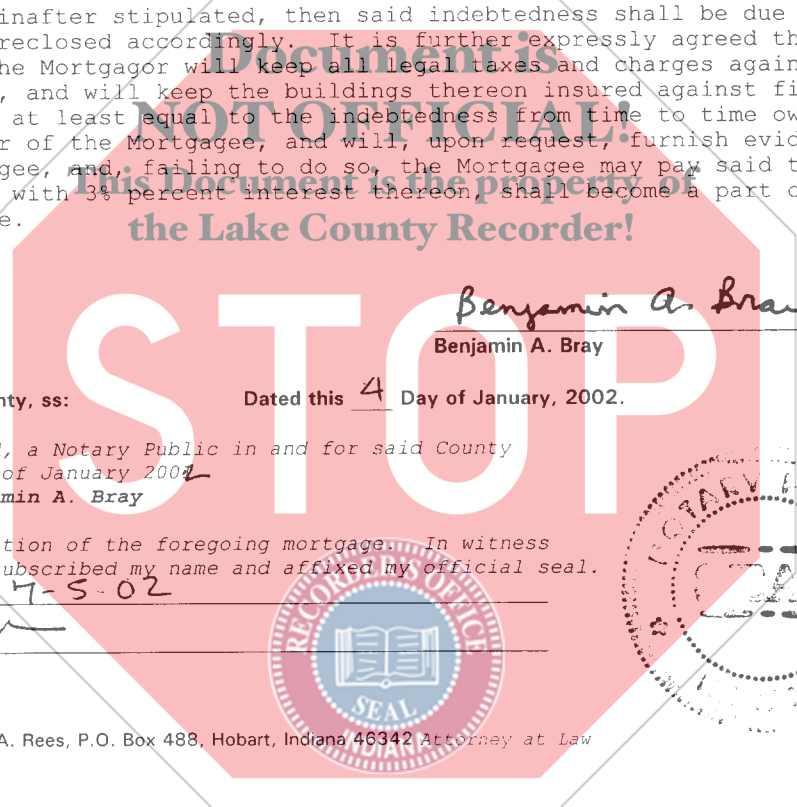 inafter stipulated, then said indebtedness shall be due
reclosed accordingly. It is further expressly agreed th
he Mortgagor will keep all legal taxes and charges again
, and will keep the buildings thereon insured against fi
at least equal to the indebtedness from time to time ow
r of the Mortgagee, and will, upon request, furnish evid
gee, and, failing to do so, the Mortgagee may pay said t
with 3% percent interest thereon, shall become a part o
e.
Document is
NOT OFFICIAL!
This Document is the property of
the Lake County Recorder!
STOP
Benjamin A. Bray
Benjamin A. Bray
nty, ss: Dated this 4 Day of January, 2002.
, a Notary Public in and for said County
of January 2002
min A. Bray
tion of the foregoing mortgage. In witness
ubscribed my name and affixed my official seal.
7-5-02
RECORDER'S OFFICE
SEAL
INDIANA
NOTARY
A. Rees, P.O. Box 488, Hobart, Indiana 46342 Attorney at Law